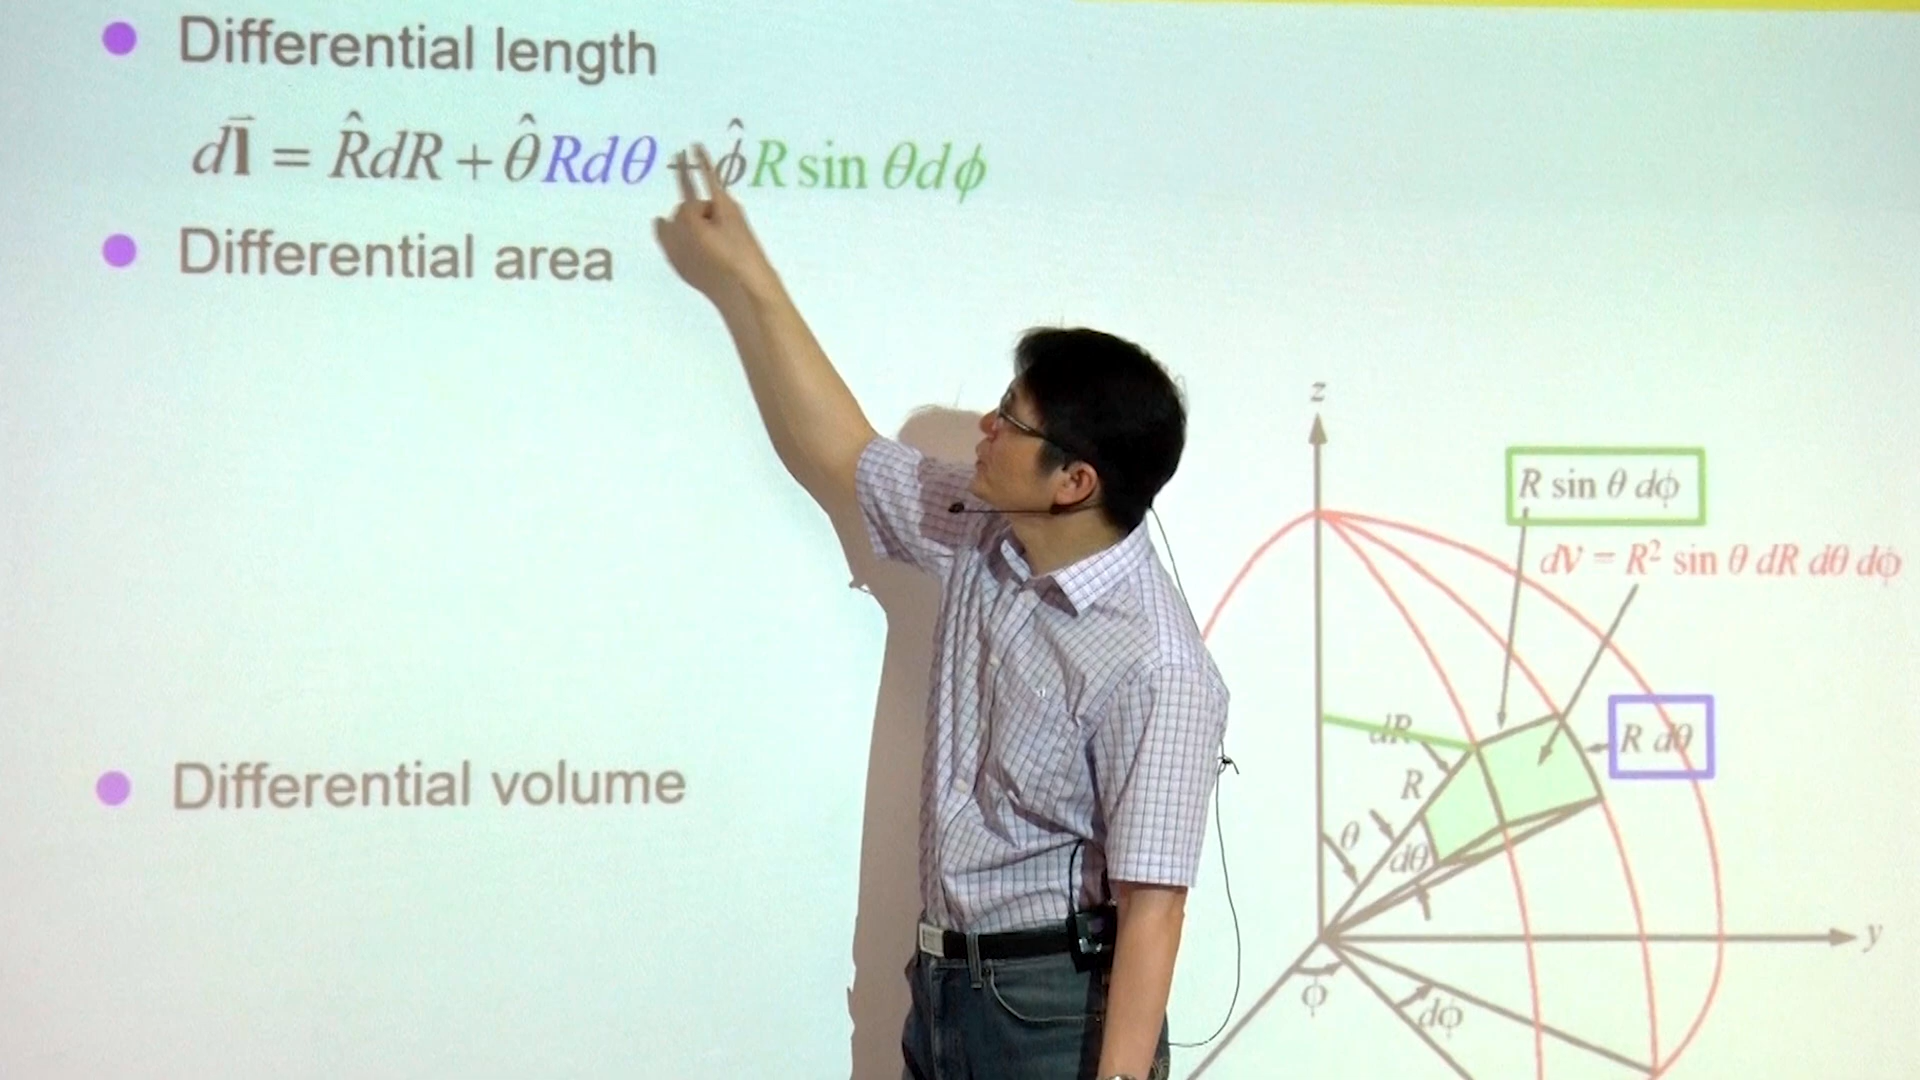 Differential length
dl̄ = R̂dR + θ̂Rdθ + ϕ̂R sin θdϕ
Differential area
Differential volume
z
R sin θ dϕ
dV = R² sin θ dR dθ dϕ
dR
R dθ
R
θ
dθ
y
ϕ
dϕ